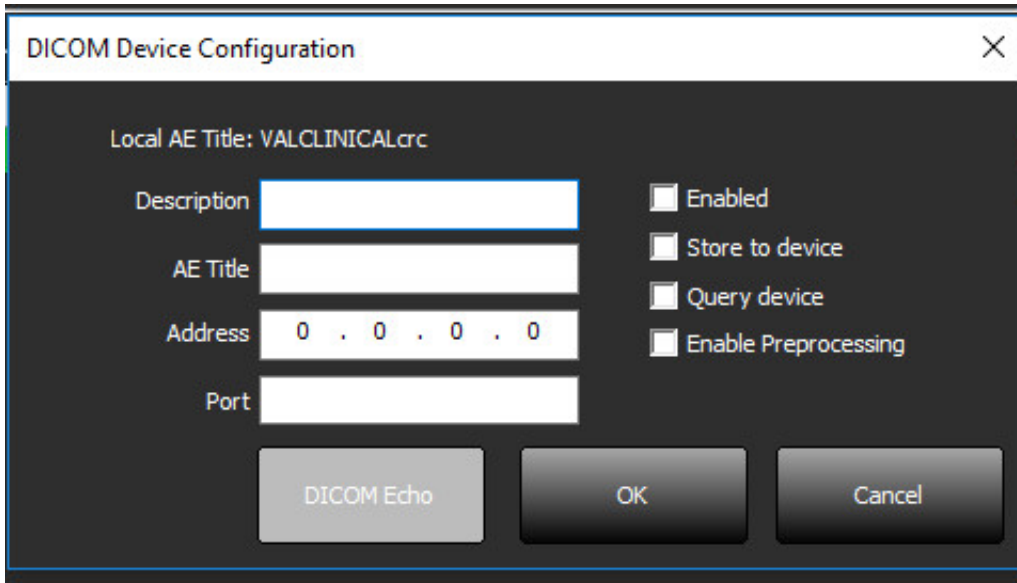 DICOM Device Configuration
Local AE Title: VALCLINICALcrc
Description
Enabled
AE Title
Store to device
Query device
Address 0 . 0 . 0 . 0
Enable Preprocessing
Port
DICOM Echo OK Cancel